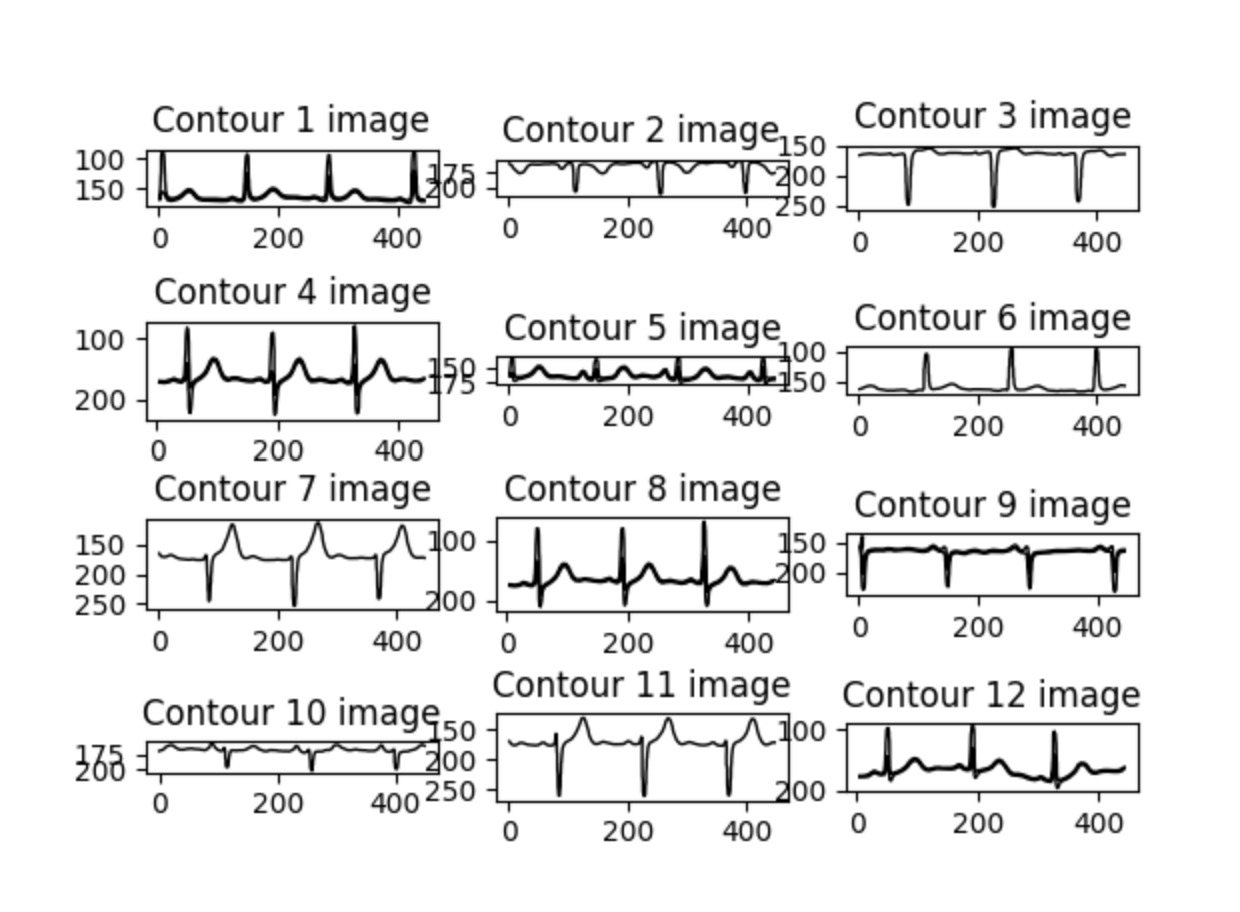 Contour 1 image
100
150
0 200 400
Contour 2 image
175
200
0 200 400
Contour 3 image
150
200
250
0 200 400
Contour 4 image
100
200
0 200 400
Contour 5 image
150
175
0 200 400
Contour 6 image
100
150
0 200 400
Contour 7 image
150
200
250
0 200 400
Contour 8 image
100
200
0 200 400
Contour 9 image
150
200
0 200 400
Contour 10 image
175
200
0 200 400
Contour 11 image
150
200
250
0 200 400
Contour 12 image
100
200
0 200 400